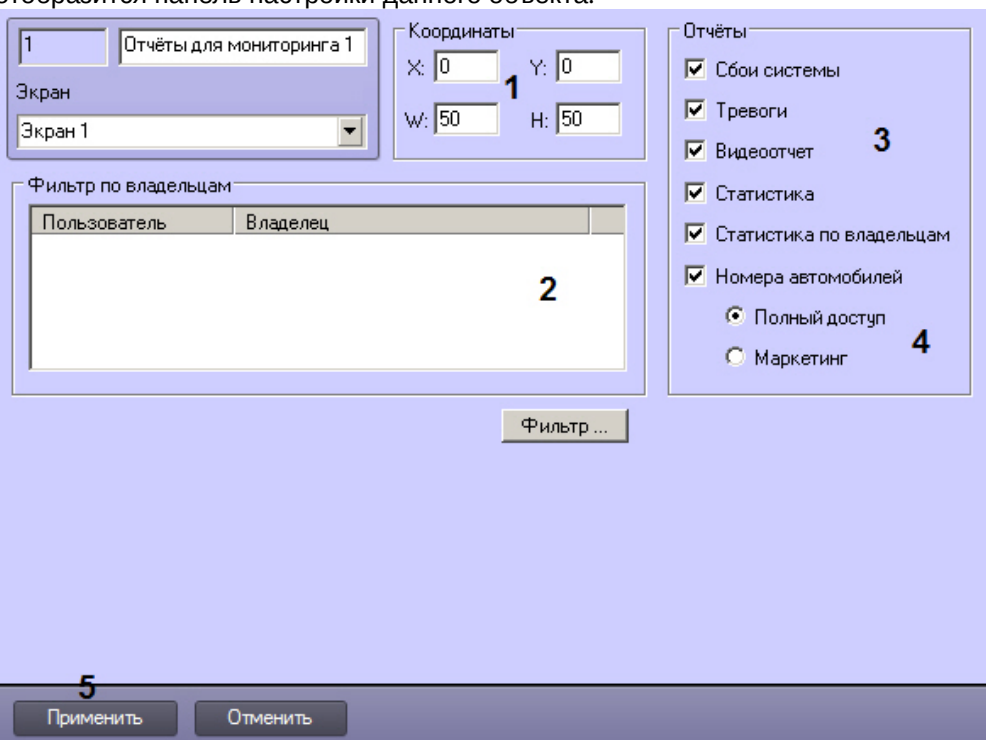 отобразится панель настройки данного объекта.
1
Отчёты для мониторинга 1
Экран
Экран 1
Координаты
X: 0 Y: 0
1
W: 50 H: 50
Отчёты
Сбои системы
Тревоги
Видеоотчет
3
Статистика
Статистика по владельцам
Номера автомобилей
Полный доступ
4
Маркетинг
Фильтр по владельцам
Пользователь Владелец
2
Фильтр ...
5
Применить Отменить